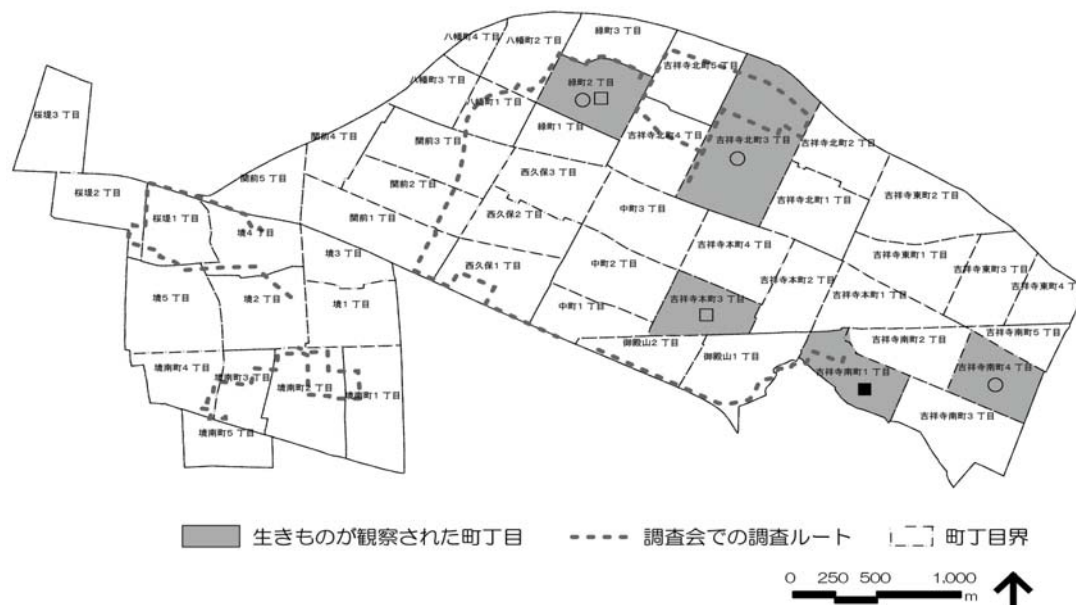 八幡町4 丁目
八幡町2 丁目
緑町3 丁目
吉祥寺北町5 丁目
八幡町3 丁目
緑町2 丁目
桜堤3 丁目
八幡町1 丁目
緑町1 丁目
吉祥寺北町4 丁目
吉祥寺北町3 丁目
吉祥寺北町2 丁目
関前4 丁目
関前3 丁目
関前5 丁目
関前2 丁目
西久保3 丁目
桜堤2 丁目
吉祥寺東町2 丁目
吉祥寺北町1 丁目
桜堤1 丁目
関前1 丁目
西久保2 丁目
中町3 丁目
境4 丁目
境3 丁目
吉祥寺本町4 丁目
吉祥寺東町1 丁目
西久保1 丁目
中町2 丁目
吉祥寺東町3 丁目
吉祥寺本町2 丁目
吉祥寺東町4 丁目
境5 丁目
境2 丁目
境1 丁目
吉祥寺本町3 丁目
吉祥寺本町1 丁目
中町1 丁目
吉祥寺南町5 丁目
御殿山2 丁目
御殿山1 丁目
吉祥寺南町2 丁目
境南町4 丁目
境南町3 丁目
境南町2 丁目
境南町1 丁目
吉祥寺南町1 丁目
吉祥寺南町4 丁目
吉祥寺南町3 丁目
境南町5 丁目
生きものが観察された町丁目
調査会での調査ルート
町丁目界
0 250 500 1,000
m